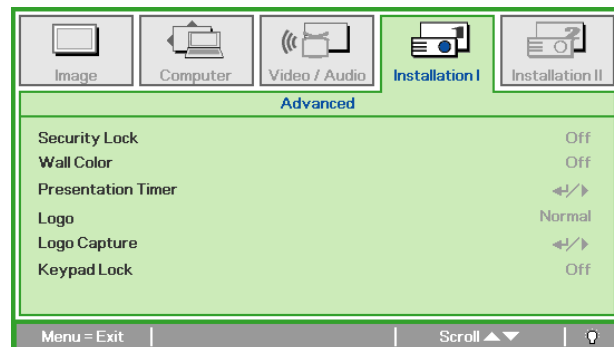 Image Computer Video / Audio Installation I Installation II
Advanced
Security Lock Off
Wall Color Off
Presentation Timer ↵/▶
Logo Normal
Logo Capture ↵/▶
Keypad Lock Off
Menu = Exit Scroll ▲▼